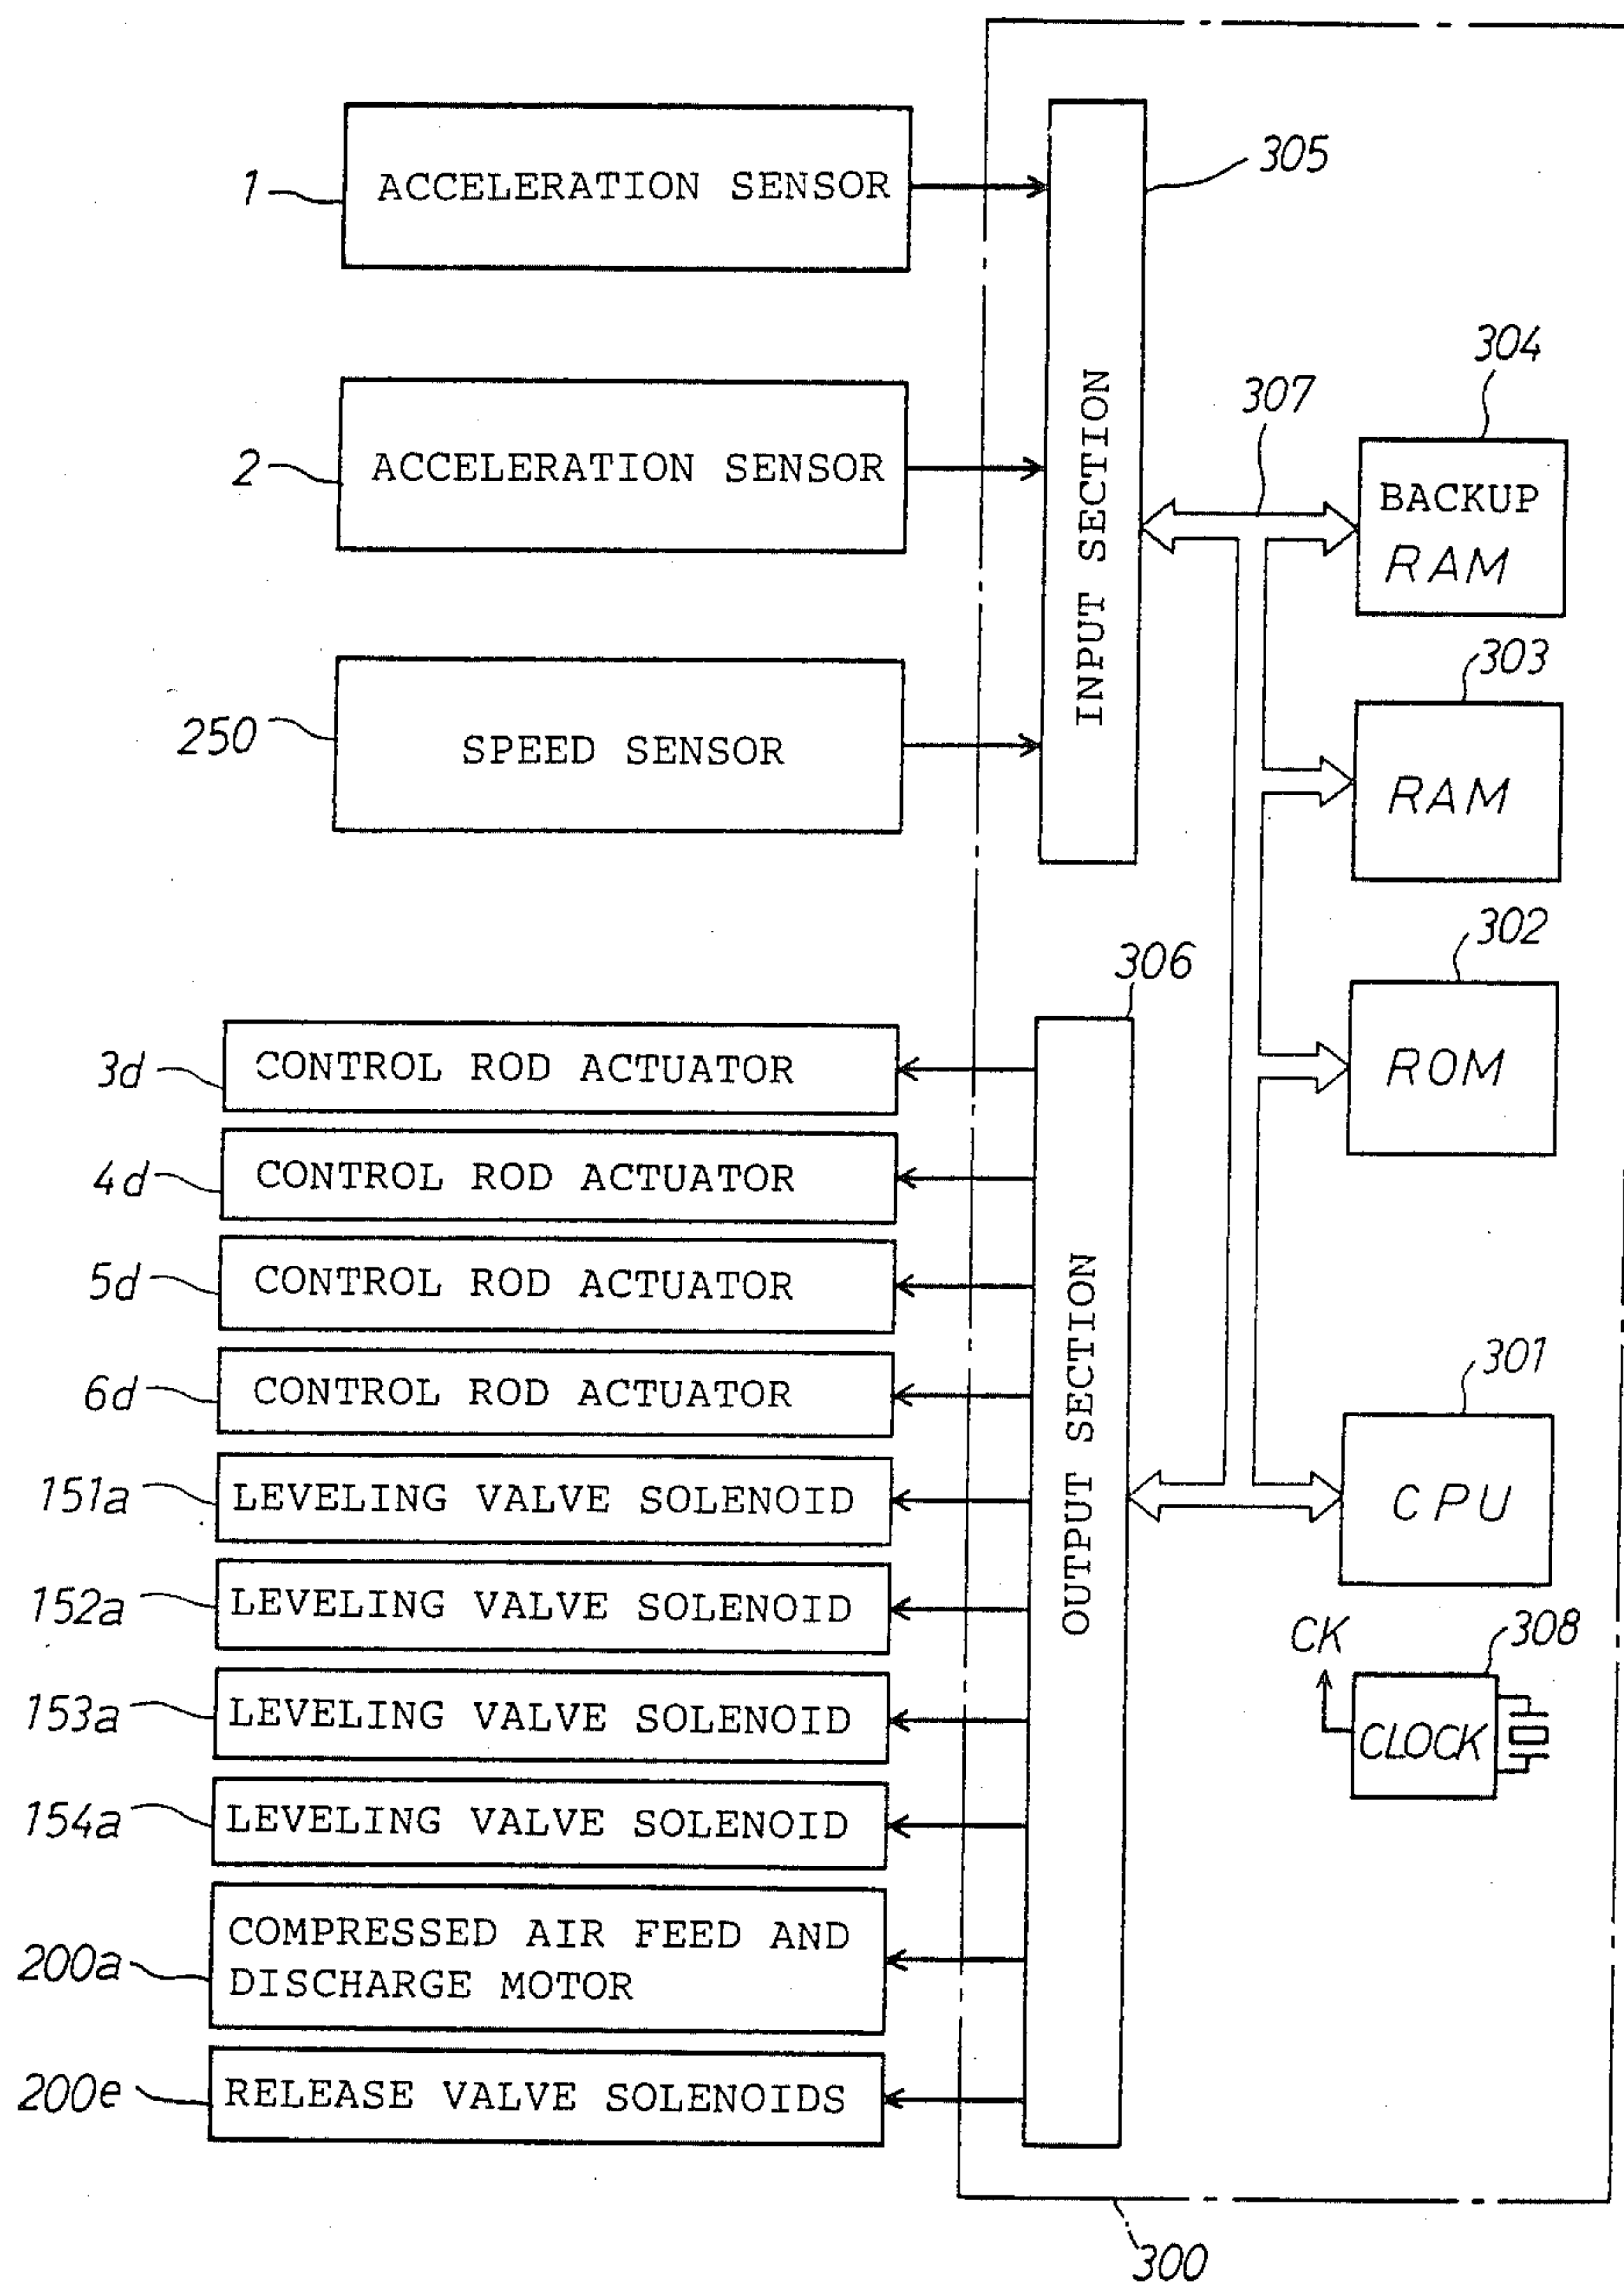 1
ACCELERATION SENSOR
305
2
ACCELERATION SENSOR
INPUT SECTION
307
304
BACKUP
RAM
250
SPEED SENSOR
303
RAM
302
ROM
306
3d
CONTROL ROD ACTUATOR
4d
CONTROL ROD ACTUATOR
5d
CONTROL ROD ACTUATOR
6d
CONTROL ROD ACTUATOR
OUTPUT SECTION
301
CPU
151a
LEVELING VALVE SOLENOID
152a
LEVELING VALVE SOLENOID
CK
308
CLOCK
153a
LEVELING VALVE SOLENOID
154a
LEVELING VALVE SOLENOID
200a
COMPRESSED AIR FEED AND
DISCHARGE MOTOR
200e
RELEASE VALVE SOLENOIDS
300